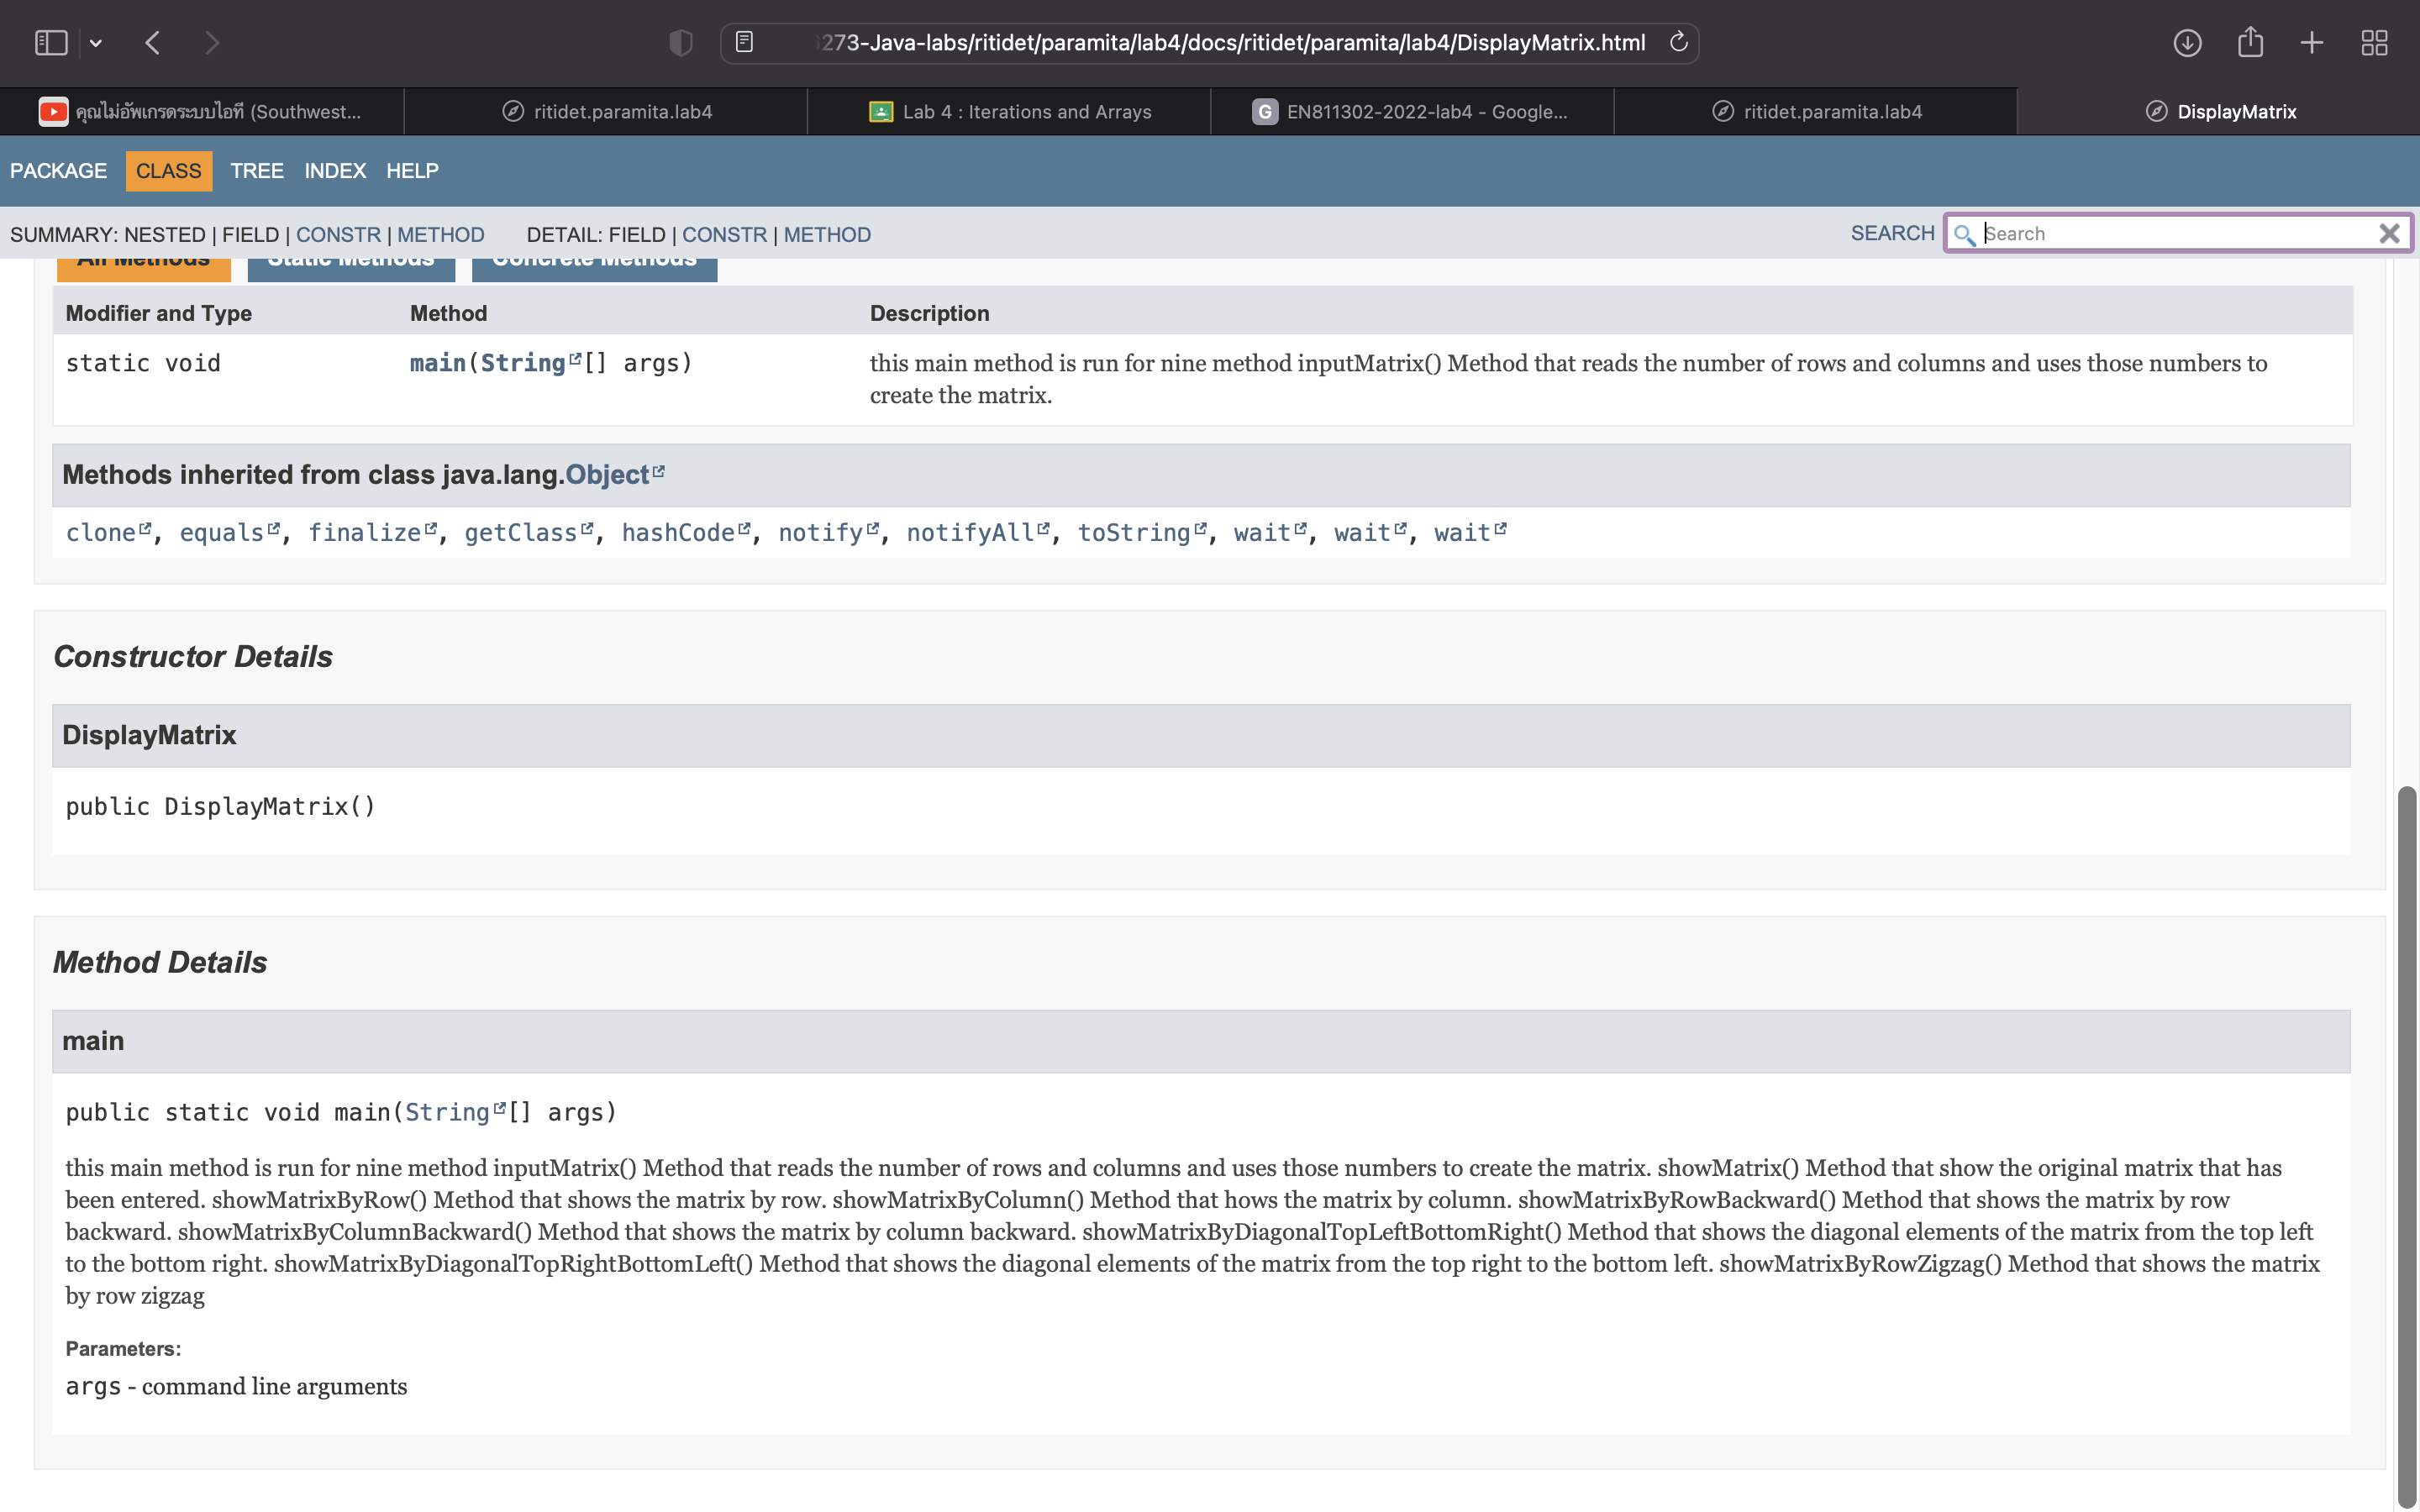 273-Java-labs/ritidet/paramita/lab4/docs/ritidet/paramita/lab4/DisplayMatrix.html
คุณไม่อัพเกรดระบบไอที (Southwest...
ritidet.paramita.lab4
Lab 4 : Iterations and Arrays
G EN811302-2022-lab4 - Google...
ritidet.paramita.lab4
DisplayMatrix
PACKAGE CLASS TREE INDEX HELP
SUMMARY: NESTED | FIELD | CONSTR | METHOD DETAIL: FIELD | CONSTR | METHOD
SEARCH Search
All Methods Static Methods Concrete Methods
Modifier and Type Method Description
static void main(String[] args) this main method is run for nine method inputMatrix() Method that reads the number of rows and columns and uses those numbers to
create the matrix.
Methods inherited from class java.lang.Object
clone, equals, finalize, getClass, hashCode, notify, notifyAll, toString, wait, wait, wait
Constructor Details
DisplayMatrix
public DisplayMatrix()
Method Details
main
public static void main(String[] args)
this main method is run for nine method inputMatrix() Method that reads the number of rows and columns and uses those numbers to create the matrix. showMatrix() Method that show the original matrix that has
been entered. showMatrixByRow() Method that shows the matrix by row. showMatrixByColumn() Method that hows the matrix by column. showMatrixByRowBackward() Method that shows the matrix by row
backward. showMatrixByColumnBackward() Method that shows the matrix by column backward. showMatrixByDiagonalTopLeftBottomRight() Method that shows the diagonal elements of the matrix from the top left
to the bottom right. showMatrixByDiagonalTopRightBottomLeft() Method that shows the diagonal elements of the matrix from the top right to the bottom left. showMatrixByRowZigzag() Method that shows the matrix
by row zigzag
Parameters:
args - command line arguments